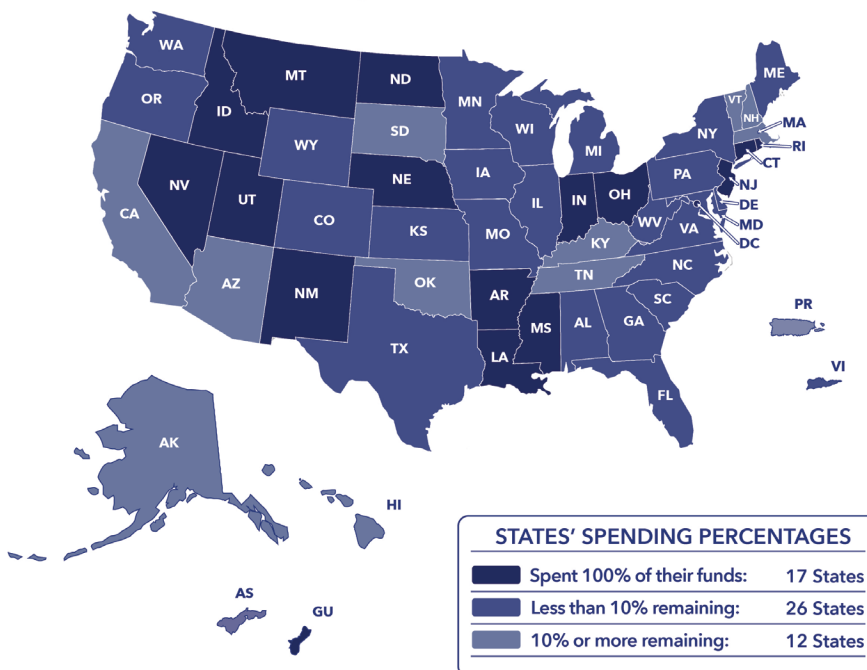 WA
MT
ND
MN
ME
OR
ID
SD
WI
VT
NH
MA
WY
MI
NY
RI
CT
NV
UT
NE
IA
PA
NJ
CA
CO
IL
IN
OH
DE
MD
KS
MO
WV
VA
DC
KY
AZ
NM
OK
TN
NC
AR
SC
PR
TX
MS
AL
GA
LA
VI
FL
AK
HI
AS
GU
STATES' SPENDING PERCENTAGES
Spent 100% of their funds: 17 States
Less than 10% remaining: 26 States
10% or more remaining: 12 States